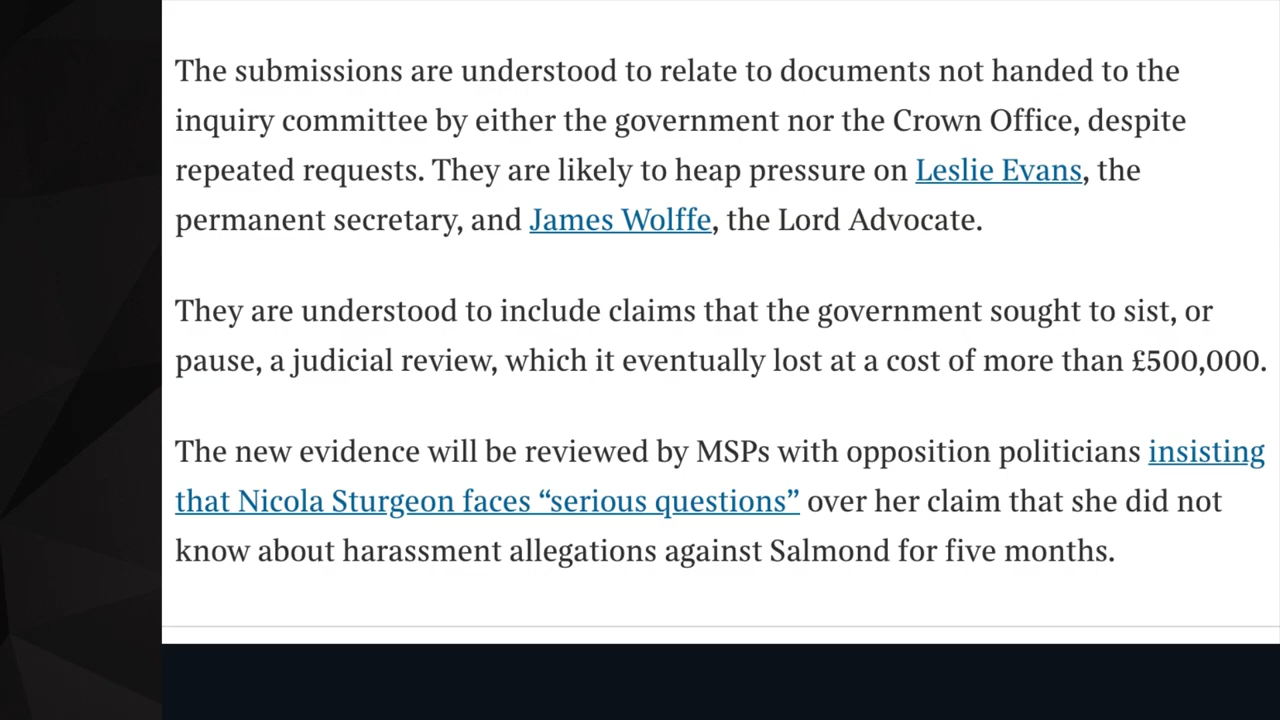 The submissions are understood to relate to documents not handed to the
inquiry committee by either the government nor the Crown Office, despite
repeated requests. They are likely to heap pressure on Leslie Evans, the
permanent secretary, and James Wolffe, the Lord Advocate.
They are understood to include claims that the government sought to sist, or
pause, a judicial review, which it eventually lost at a cost of more than £500,000.
The new evidence will be reviewed by MSPs with opposition politicians insisting
that Nicola Sturgeon faces “serious questions” over her claim that she did not
know about harassment allegations against Salmond for five months.